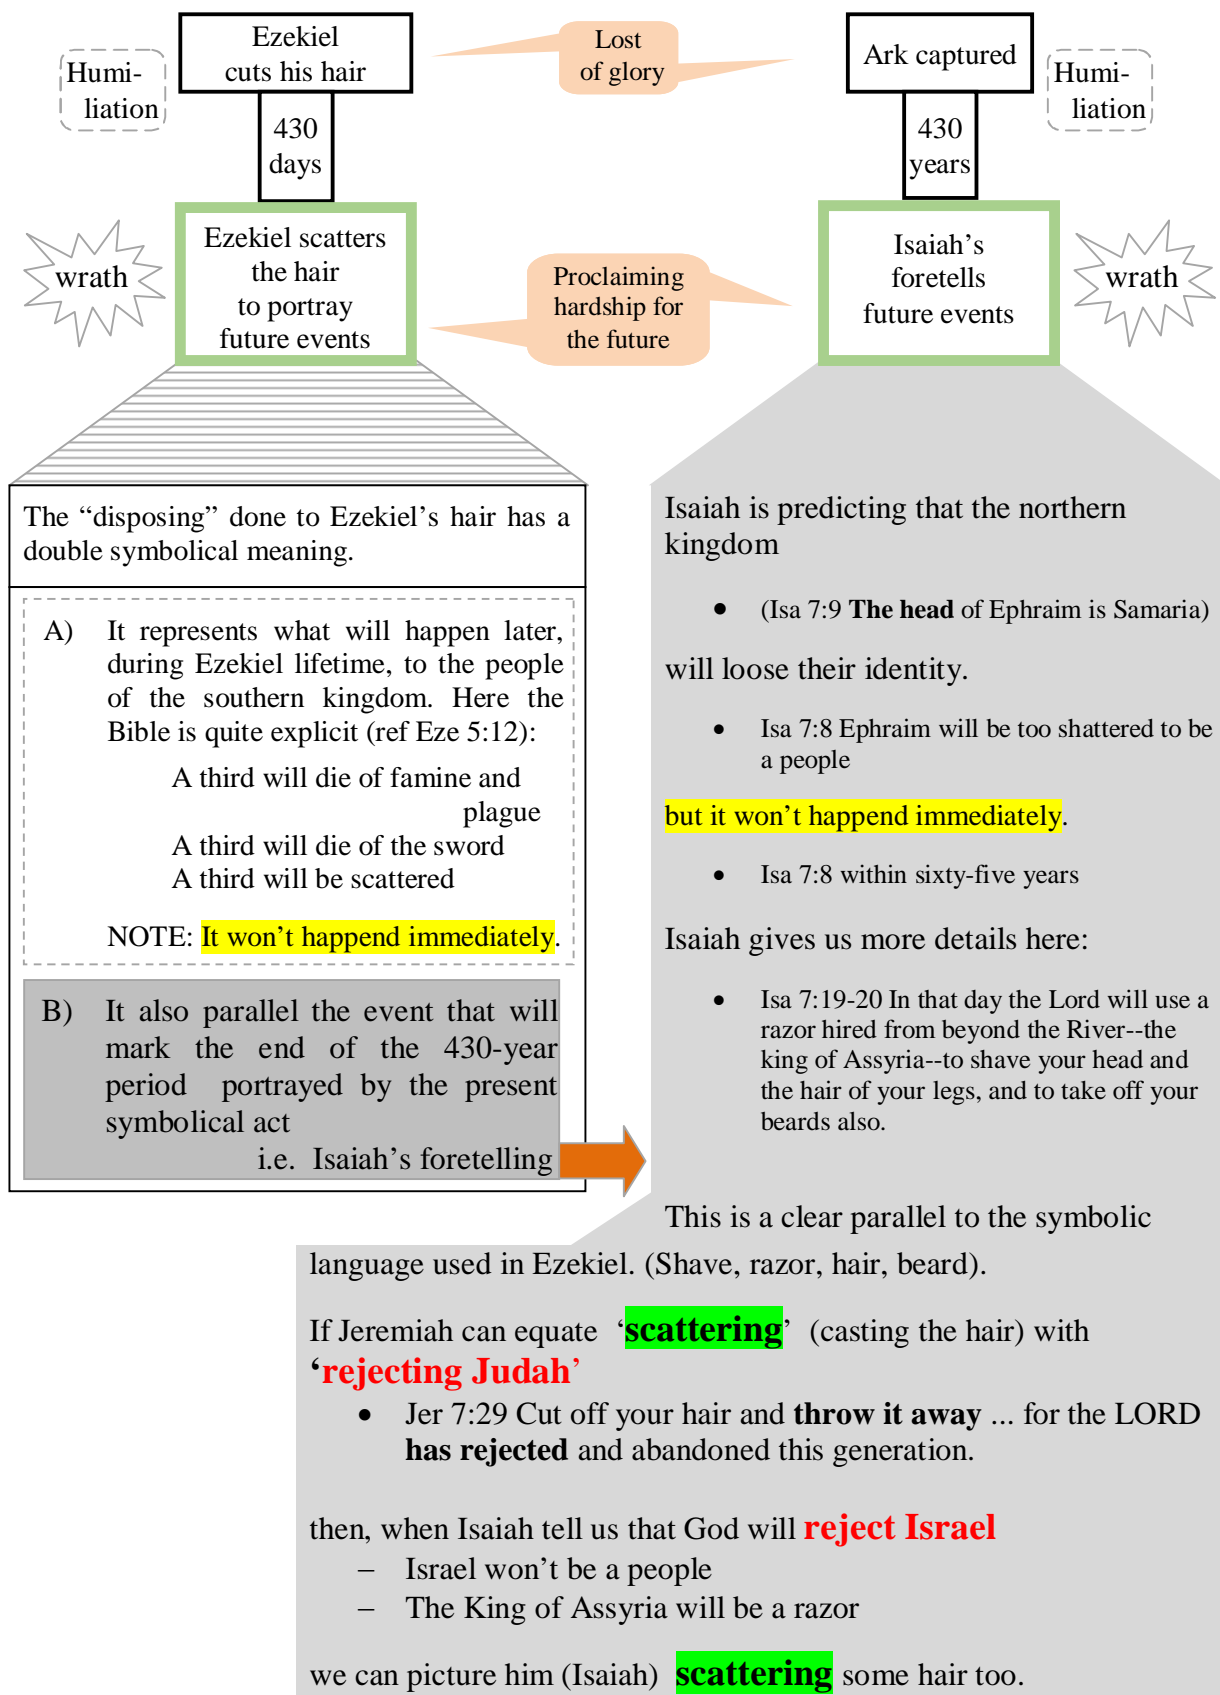 Ezekiel
cuts his hair
Lost
of glory
Ark captured
Humi-
liation
Humi-
liation
430
days
430
years
Ezekiel scatters
the hair
to portray
future events
wrath
Proclaiming
hardship for
the future
Isaiah’s
foretells
future events
wrath
The “disposing” done to Ezekiel’s hair has a
double symbolical meaning.
A) It represents what will happen later,
during Ezekiel lifetime, to the people
of the southern kingdom. Here the
Bible is quite explicit (ref Eze 5:12):
A third will die of famine and
plague
A third will die of the sword
A third will be scattered
NOTE: It won’t happend immediately.
B) It also parallel the event that will
mark the end of the 430-year
period portrayed by the present
symbolical act
i.e. Isaiah’s foretelling
Isaiah is predicting that the northern
kingdom
• (Isa 7:9 The head of Ephraim is Samaria)
will loose their identity.
• Isa 7:8 Ephraim will be too shattered to be
a people
but it won’t happend immediately.
• Isa 7:8 within sixty-five years
Isaiah gives us more details here:
• Isa 7:19-20 In that day the Lord will use a
razor hired from beyond the River--the
king of Assyria--to shave your head and
the hair of your legs, and to take off your
beards also.
This is a clear parallel to the symbolic
language used in Ezekiel. (Shave, razor, hair, beard).
If Jeremiah can equate ‘scattering’ (casting the hair) with
‘rejecting Judah’
• Jer 7:29 Cut off your hair and throw it away ... for the LORD
has rejected and abandoned this generation.
then, when Isaiah tell us that God will reject Israel
– Israel won’t be a people
– The King of Assyria will be a razor
we can picture him (Isaiah) scattering some hair too.